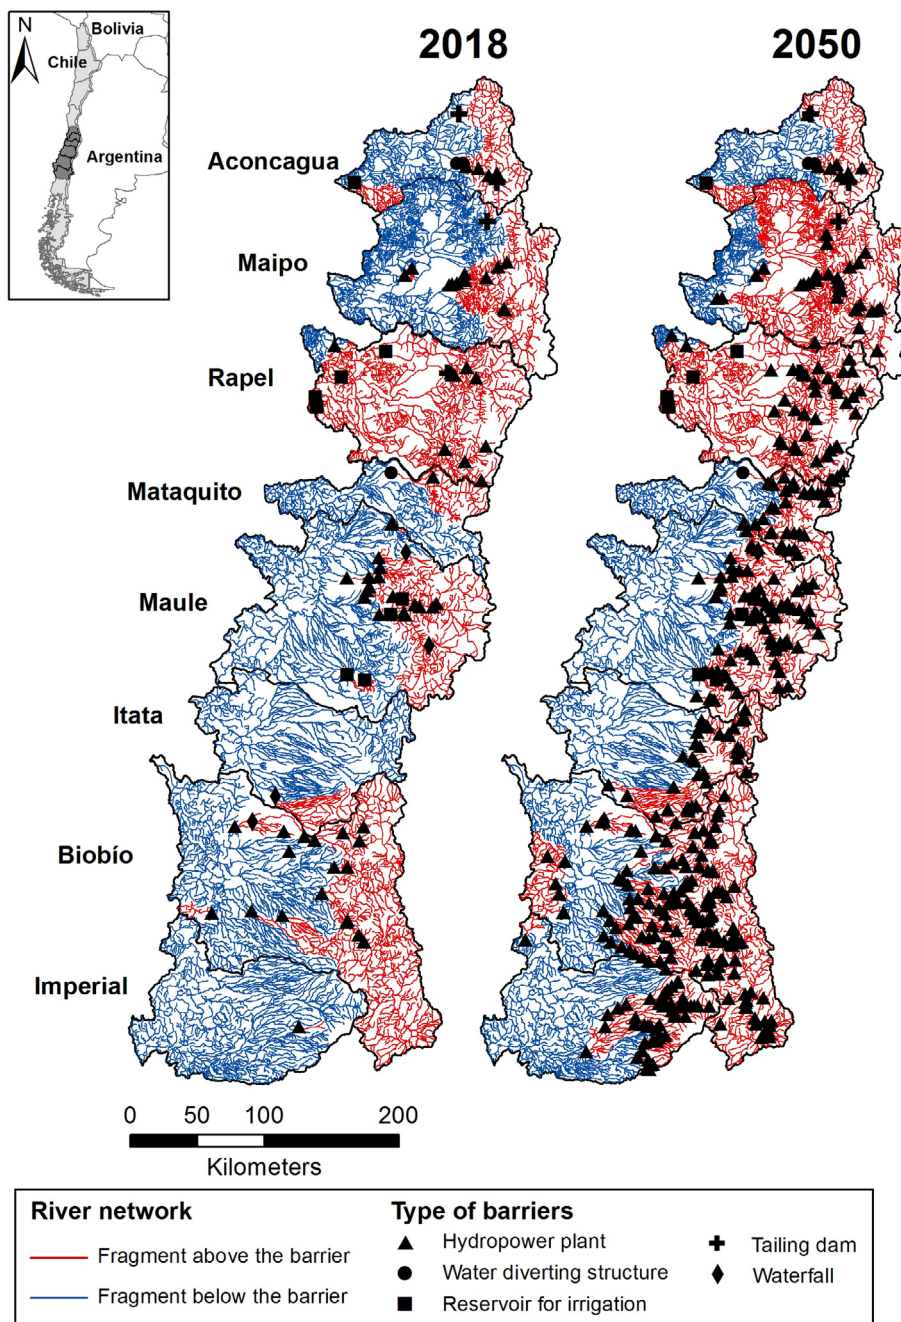 N
Bolivia
Chile
Argentina
2018
2050
Aconcagua
Maipo
Rapel
Mataquito
Maule
Itata
Biobío
Imperial
0 50 100 200
Kilometers
River network
Fragment above the barrier
Fragment below the barrier
Type of barriers
Hydropower plant
Water diverting structure
Reservoir for irrigation
Tailing dam
Waterfall